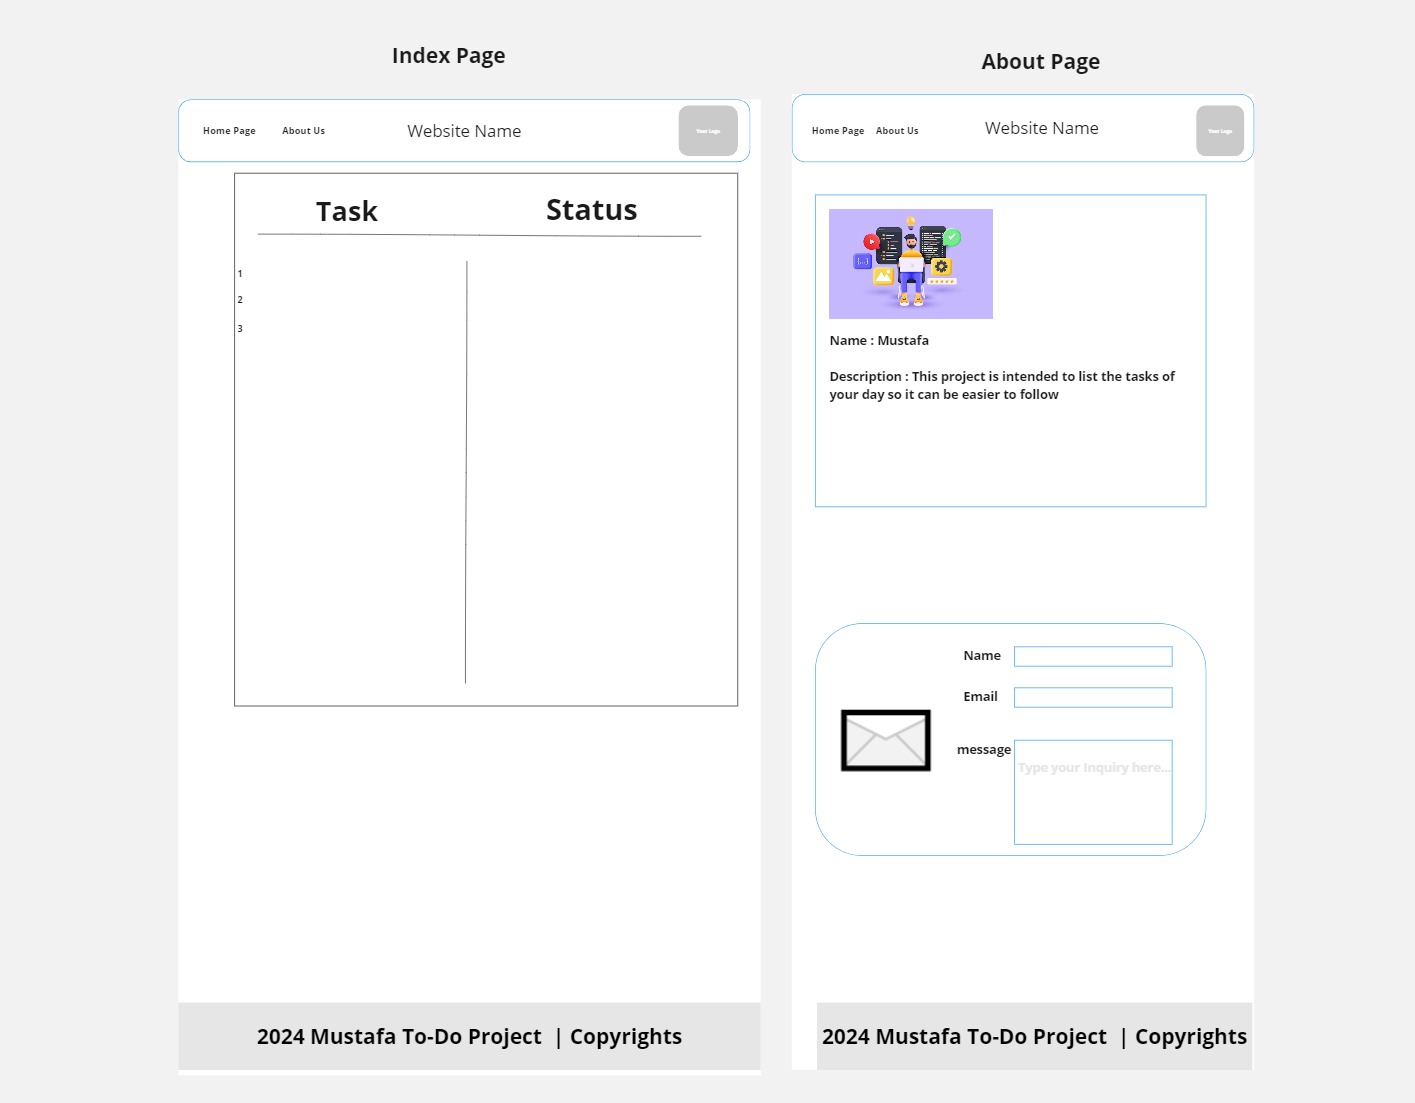 Index Page
Home Page
About Us
Website Name
Your Logo
Task
Status
1
2
3
2024 Mustafa To-Do Project | Copyrights
About Page
Home Page
About Us
Website Name
Your Logo
Name : Mustafa
Description : This project is intended to list the tasks of
your day so it can be easier to follow
Name
Email
message
Type your Inquiry here...
2024 Mustafa To-Do Project | Copyrights